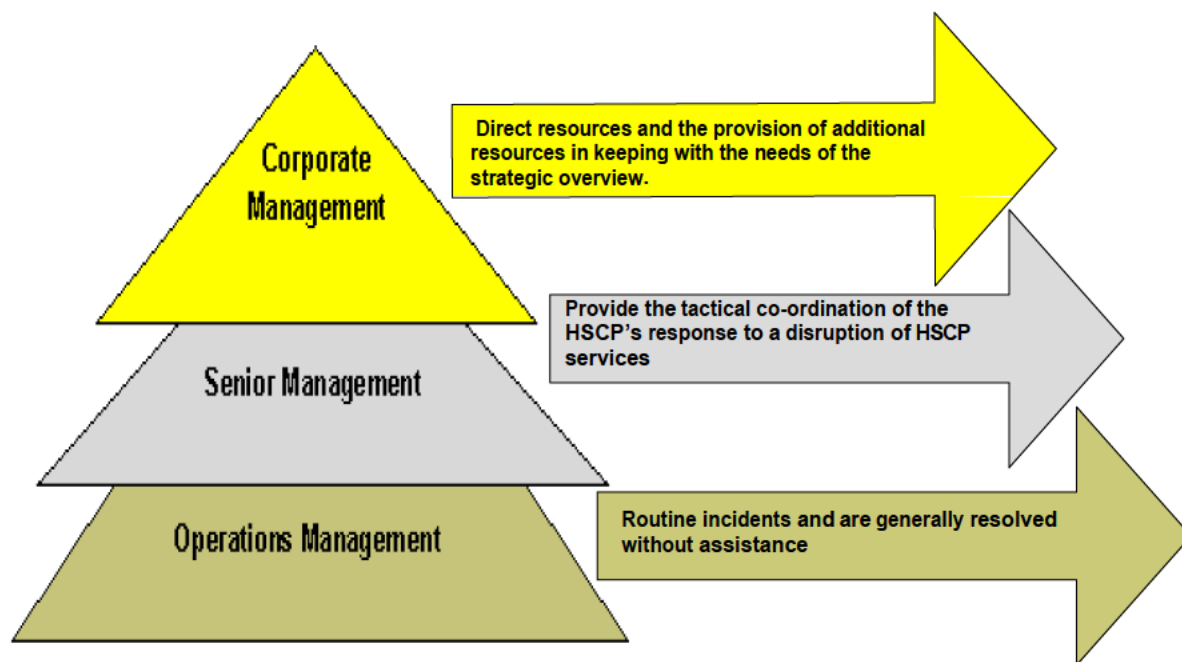 Corporate
Management
Direct resources and the provision of additional
resources in keeping with the needs of the
strategic overview.
Senior Management
Provide the tactical co-ordination of the
HSCP's response to a disruption of HSCP
services
Operations Management
Routine incidents and are generally resolved
without assistance